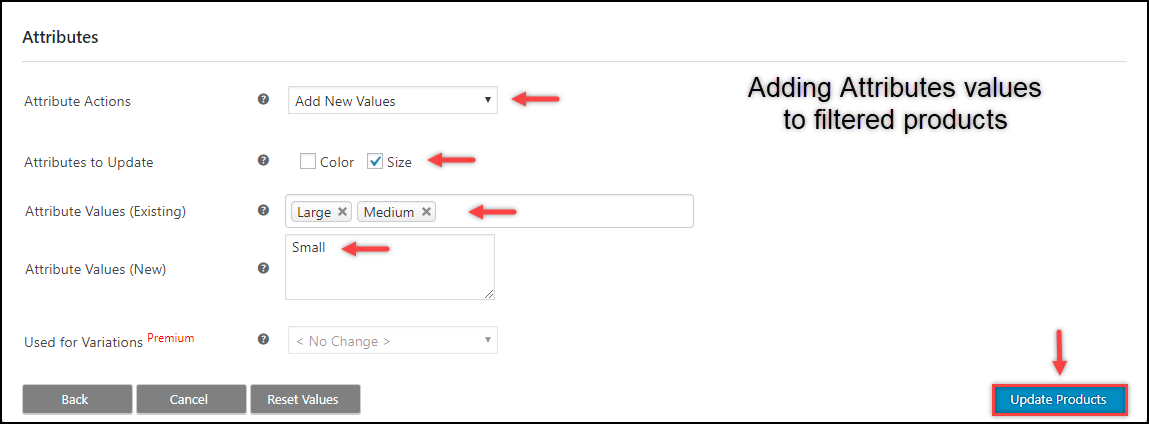 Attributes
Adding Attributes values
to filtered products
Attribute Actions ? Add New Values
Attributes to Update ? Color Size
Attribute Values (Existing) ? Large × Medium ×
Attribute Values (New) ? Small
Used for Variations Premium ? < No Change >
Back Cancel Reset Values Update Products